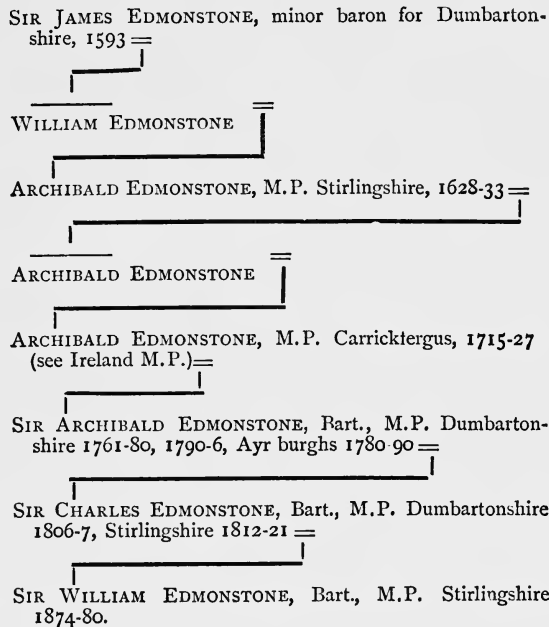 SIR JAMES EDMONSTONE, minor baron for Dumbarton-
shire, 1593 =
WILLIAM EDMONSTONE =
ARCHIBALD EDMONSTONE, M.P. Stirlingshire, 1628-33 =
ARCHIBALD EDMONSTONE =
ARCHIBALD EDMONSTONE, M.P. Carricktergus, 1715-27
(see Ireland M.P.)=
SIR ARCHIBALD EDMONSTONE, Bart., M.P. Dumbarton-
shire 1761-80, 1790-6, Ayr burghs 1780-90 =
SIR CHARLES EDMONSTONE, Bart., M.P. Dumbartonshire
1806-7, Stirlingshire 1812-21 =
SIR WILLIAM EDMONSTONE, Bart., M.P. Stirlingshire
1874-80.